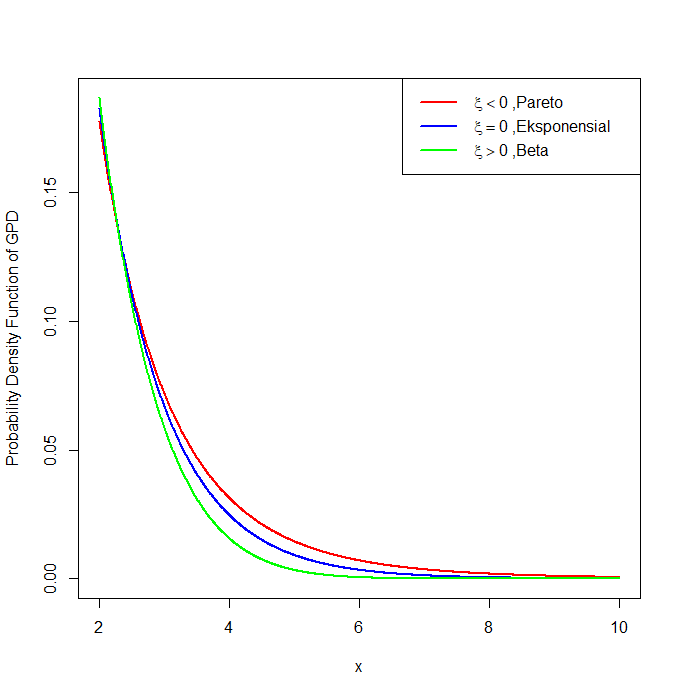 ξ < 0 ,Pareto
ξ = 0 ,Eksponensial
ξ > 0 ,Beta
Probability Density Function of GPD
0.15
0.10
0.05
0.00
2 4 6 8 10
x